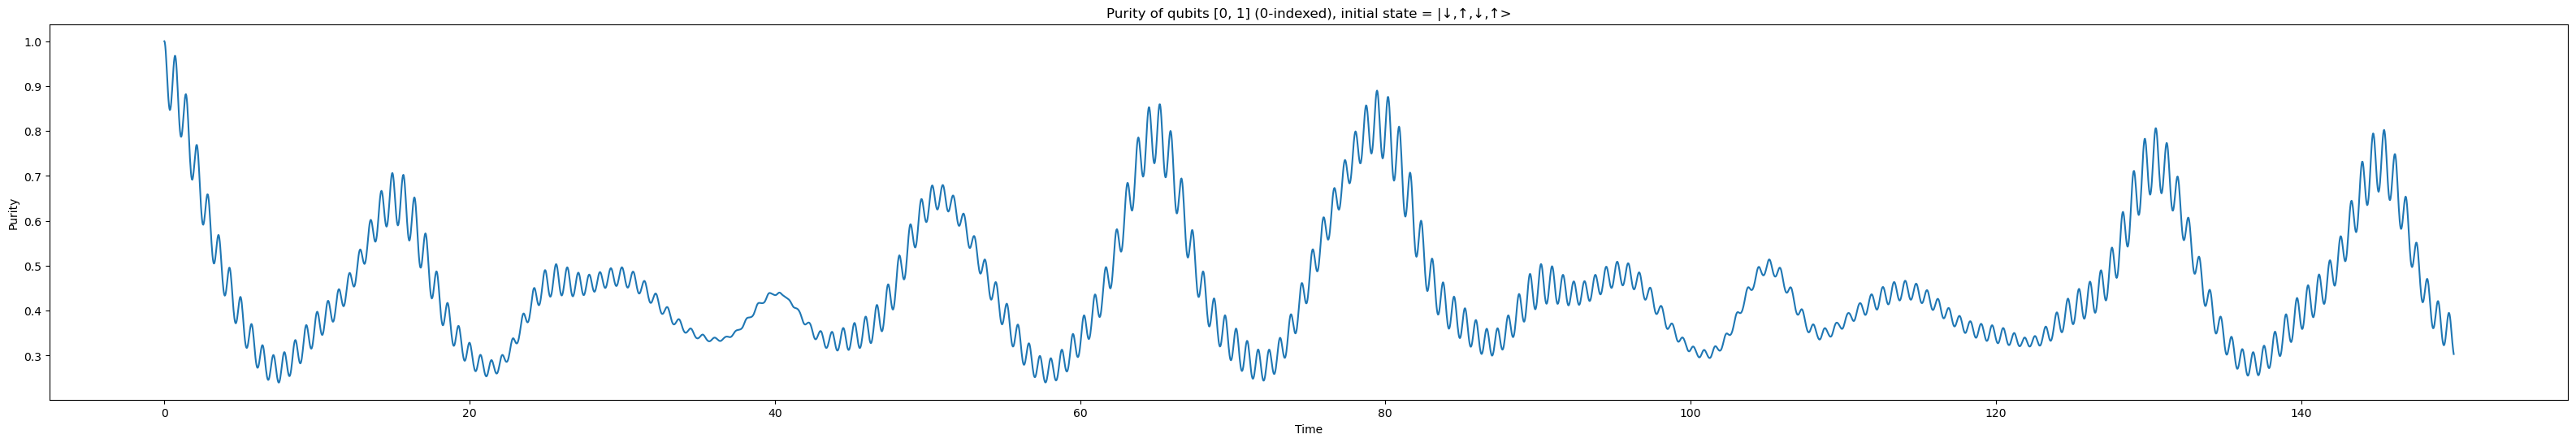 Purity of qubits [0, 1] (0-indexed), initial state = |↓,↑,↓,↑>
Purity
1.0
0.9
0.8
0.7
0.6
0.5
0.4
0.3
0 20 40 60 80 100 120 140
Time